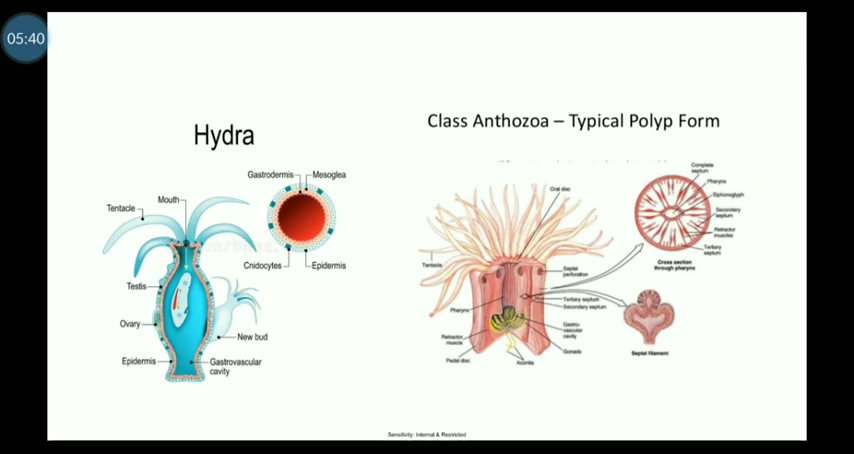 05:40
Hydra
Gastrodermis
Mesoglea
Mouth
Tentacle
Cnidocytes
Epidermis
Testis
Ovary
New bud
Epidermis
Gastrovascular
cavity
Class Anthozoa – Typical Polyp Form
Oral disc
Complete
septum
Pharynx
Siphonoglyph
Secondary
septum
Retractor
muscles
Tertiary
septum
Cross section
through pharynx
Tentacle
Septal
perforation
Tertiary septum
Secondary septum
Pharynx
Gastro-
vascular
cavity
Retractor
muscle
Gonads
Pedal disc
Acontia
Septal filament
Sensitivity: Internal & Restricted